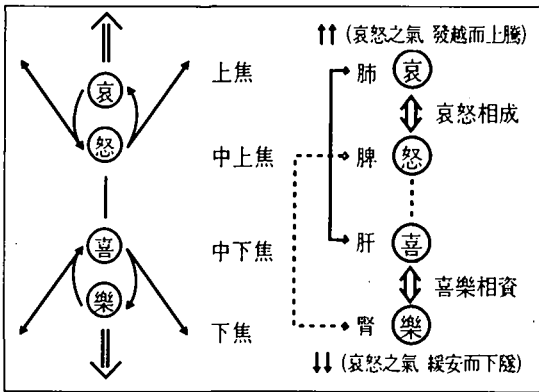 ↑↑ (哀怒之氣 發越而上騰)
哀 上焦 肺 哀
哀怒相成
怒 中上焦 脾 怒
喜 中下焦 肝 喜
喜樂相資
樂 下焦 腎 樂
↓↓ (哀怒之氣 緩安而下隧)